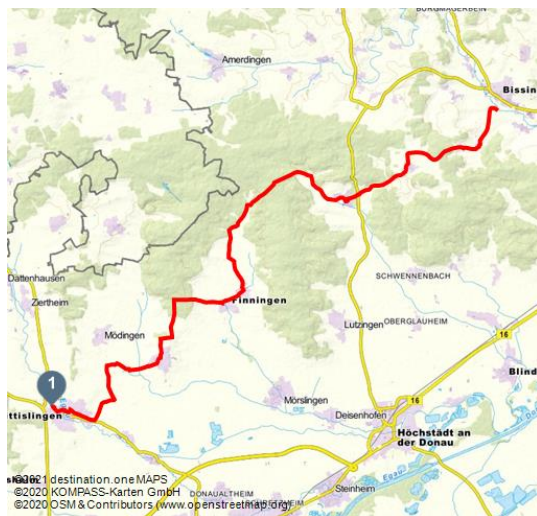 BURGMAGERBEIN
Amerdingen
Bissin
Dattenhausen
SCHWENNENBACH
Ziertheim
Finningen
Mödingen
Lutzingen
OBERGLAUHEIM
16
1
Blind
Mörslingen
16
ttislingen
Deisenhofen
Höchstädt an
der Donau
©2021 destination.one MAPS
©2020 KOMPASS-Karten GmbH
DONAUALTHEIM
Steinheim
©2020 OSM & Contributors (www.openstreetmap.org)